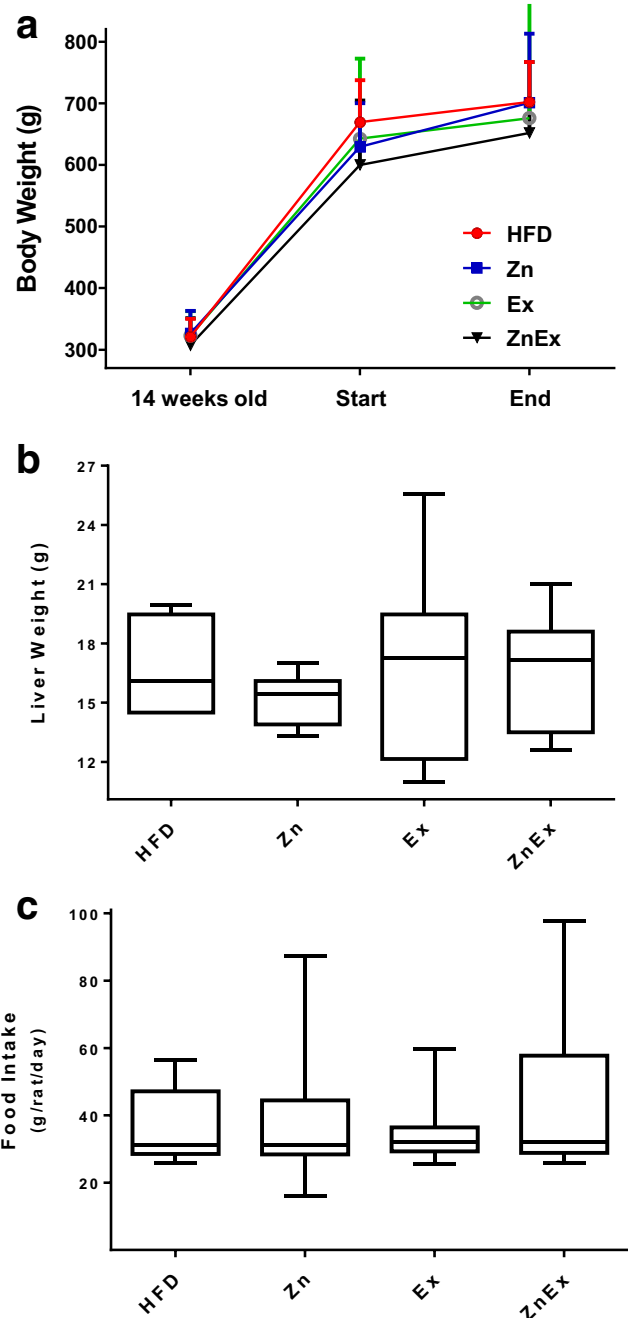 a
Body Weight (g)
800
700
600
500
400
300
HFD
Zn
Ex
ZnEx
14 weeks old Start End
b
Liver Weight (g)
27
24
21
18
15
12
HFD Zn Ex ZnEx
c
Food Intake
(g/rat/day)
100
80
60
40
20
HFD Zn Ex ZnEx